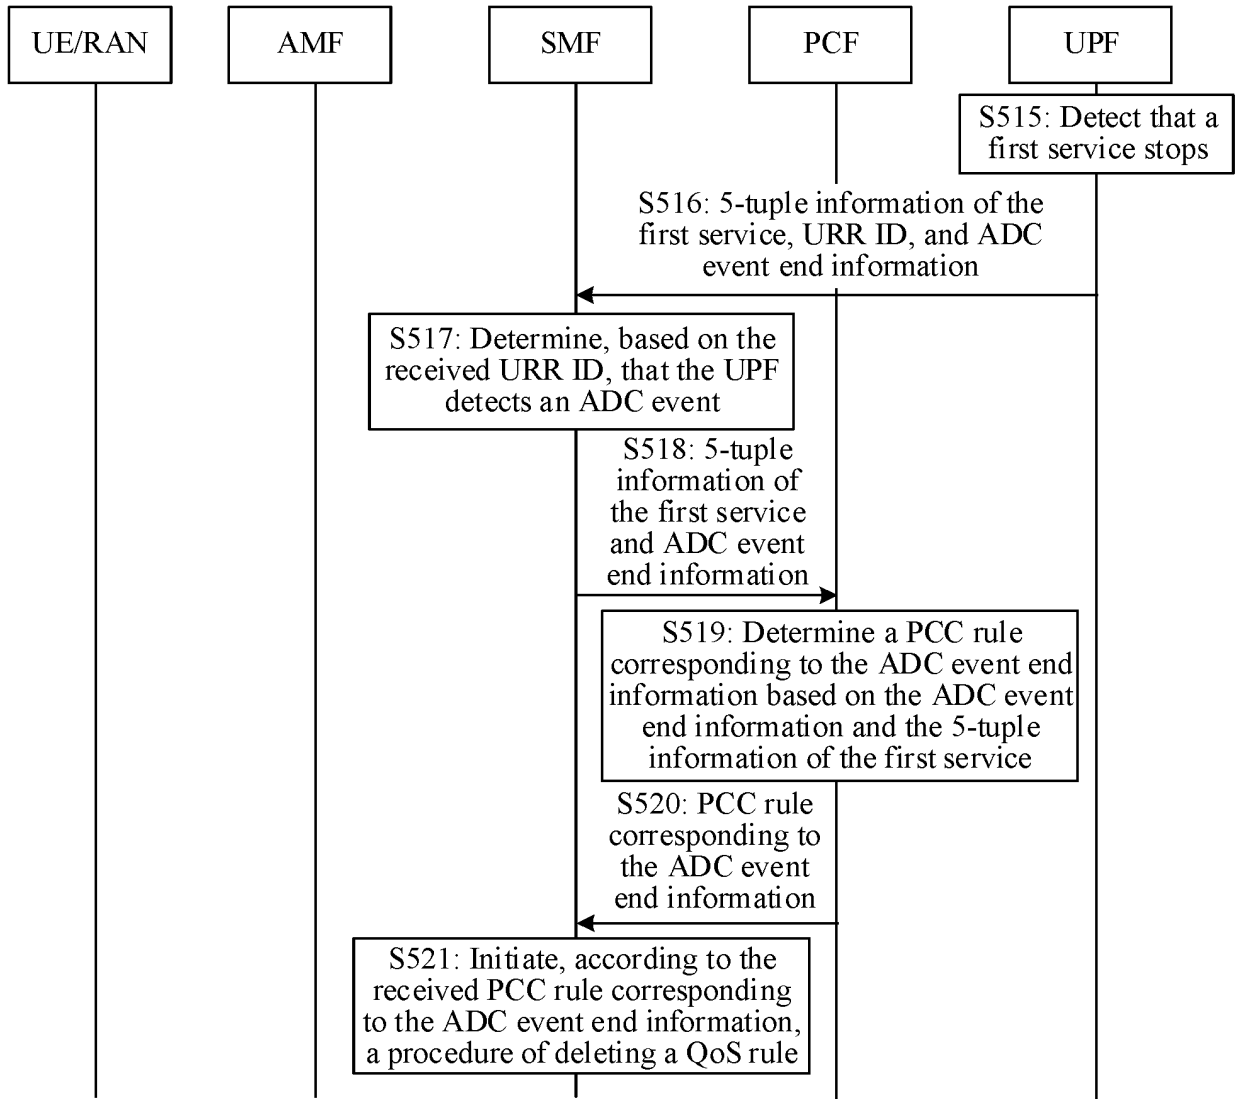 UE/RAN
AMF
SMF
PCF
UPF
S515: Detect that a
first service stops
S516: 5-tuple information of the
first service, URR ID, and ADC
event end information
S517: Determine, based on the
received URR ID, that the UPF
detects an ADC event
S518: 5-tuple
information of
the first service
and ADC event
end information
S519: Determine a PCC rule
corresponding to the ADC event end
information based on the ADC event
end information and the 5-tuple
information of the first service
S520: PCC rule
corresponding to
the ADC event
end information
S521: Initiate, according to the
received PCC rule corresponding
to the ADC event end information,
a procedure of deleting a QoS rule